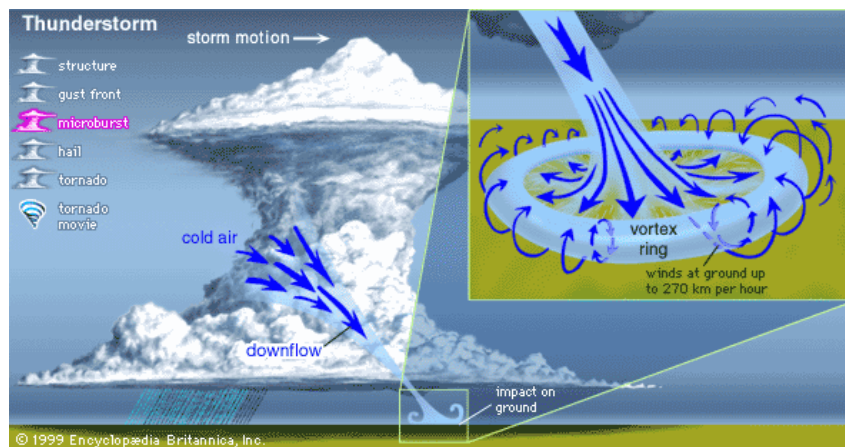 Thunderstorm
storm motion
structure
gust front
microburst
hail
tornado
tornado
movie
cold air
downflow
vortex
ring
winds at ground up
to 270 km per hour
impact on
ground
© 1999 Encyclopædia Britannica, Inc.